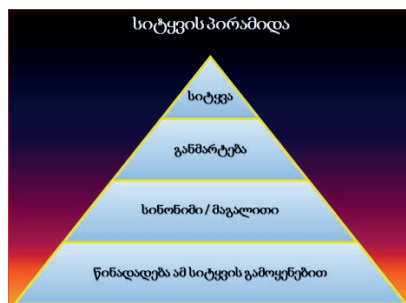 სიტყვის პირამიდა
სიტყვა
განმარტება
სინონიმი / მაგალითი
წინადადება ამ სიტყვის გამოყენებით